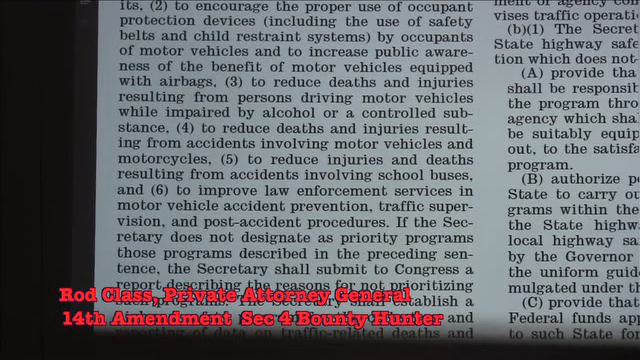 its, (2) to encourage the proper use of occupant
protection devices (including the use of safety
belts and child restraint systems) by occupants
of motor vehicles and to increase public aware-
ness of the benefit of motor vehicles equipped
with airbags, (3) to reduce deaths and injuries
resulting from persons driving motor vehicles
while impaired by alcohol or a controlled sub-
stance, (4) to reduce deaths and injuries result-
ing from accidents involving motor vehicles and
motorcycles, (5) to reduce injuries and deaths
resulting from accidents involving school buses,
and (6) to improve law enforcement services in
motor vehicle accident prevention, traffic super-
vision, and post-accident procedures. If the Sec-
retary does not designate as priority programs
those programs described in the preceding sen-
tence, the Secretary shall submit to Congress a
report describing the reasons for not prioritizing
Rod Class, Private Attorney General
14th Amendment Sec 4 Bounty Hunter
of data on traffic-related deaths and
vises traffic operati
(b)(1) The Secret
State highway safe
tion which does not
(A) provide tha
shall be responsib
the program thro
agency which sha
be suitably equip
out, to the satisfa
program.
(B) authorize po
State to carry ou
grams within the
the State highw
local highway sa
by the Governor
the uniform guid
mulgated under th
(C) provide that
Federal funds app
to such State for